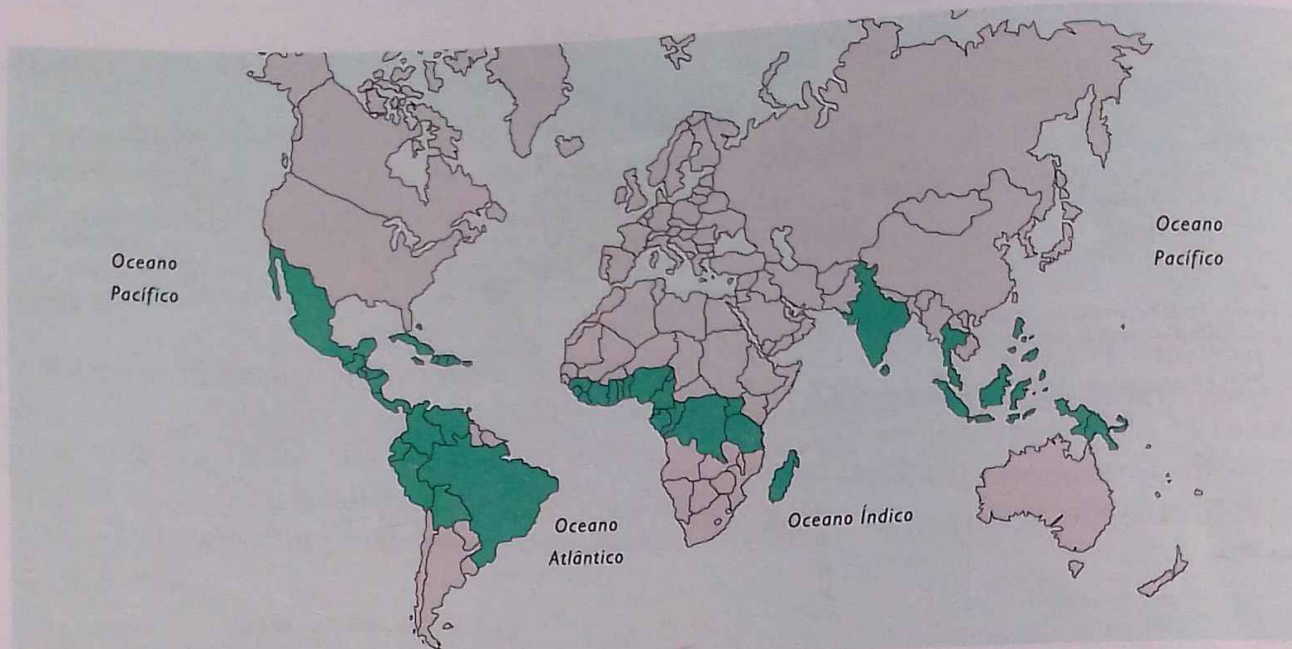 Oceano
Pacífico
Oceano
Pacífico
Oceano
Atlântico
Oceano Índico